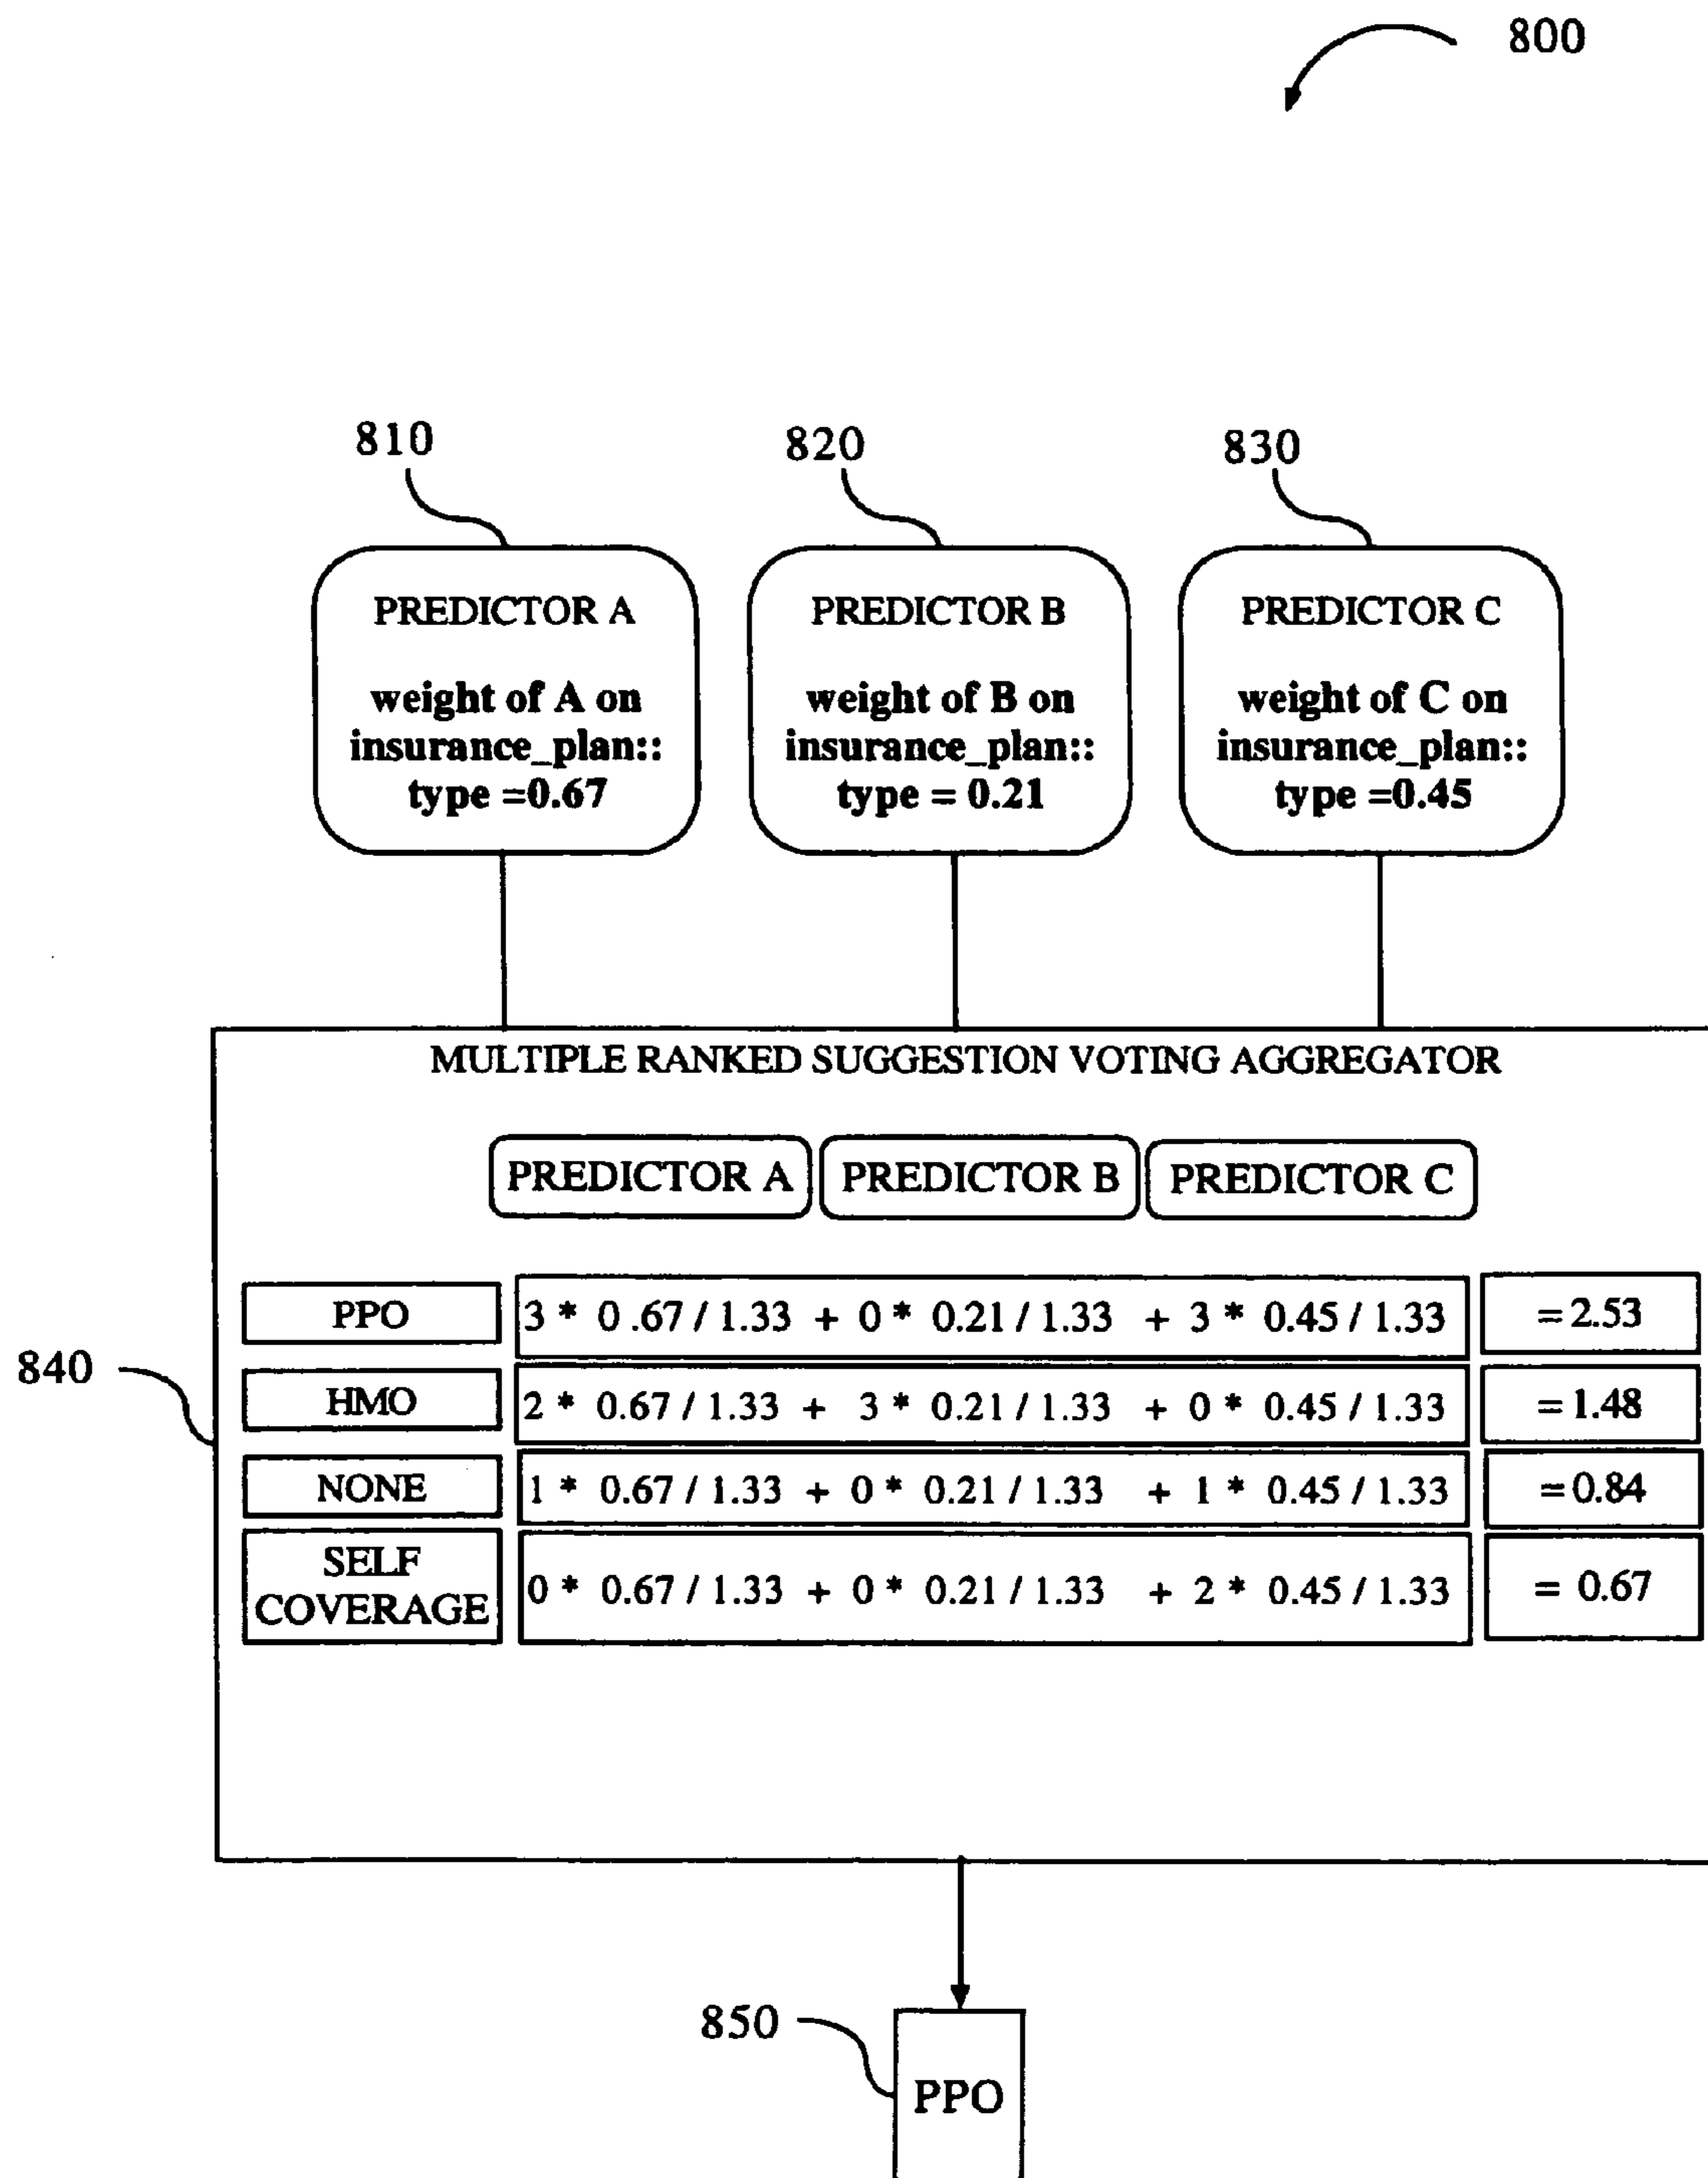 800
810
820
830
PREDICTOR A
weight of A on
insurance_plan::
type =0.67
PREDICTOR B
weight of B on
insurance_plan::
type = 0.21
PREDICTOR C
weight of C on
insurance_plan::
type =0.45
MULTIPLE RANKED SUGGESTION VOTING AGGREGATOR
PREDICTOR A PREDICTOR B PREDICTOR C
PPO 3 * 0 .67 / 1.33 + 0 * 0.21 / 1.33 + 3 * 0.45 / 1.33 = 2.53
840
HMO 2 * 0.67 / 1.33 + 3 * 0.21 / 1.33 + 0 * 0.45 / 1.33 = 1.48
NONE 1 * 0.67 / 1.33 + 0 * 0.21 / 1.33 + 1 * 0.45 / 1.33 = 0.84
SELF
COVERAGE
0 * 0.67 / 1.33 + 0 * 0.21 / 1.33 + 2 * 0.45 / 1.33 = 0.67
850
PPO